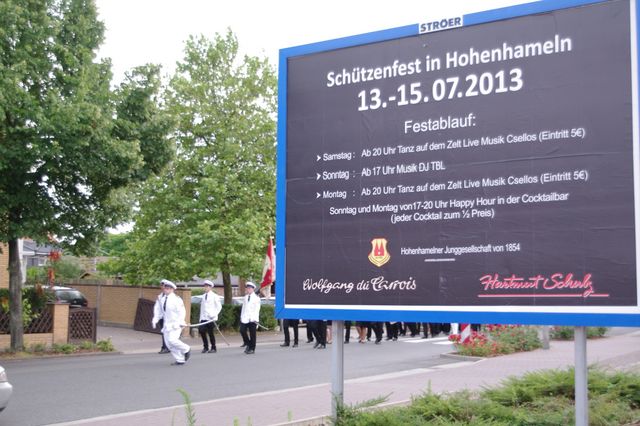 STRÖER
Schützenfest in Hohenhameln
13.-15.07.2013
Festablauf:
Samstag : Ab 20 Uhr Tanz auf dem Zelt Live Musik Csellos (Eintritt 5€)
Sonntag : Ab 17 Uhr Musik DJ TBL
Montag : Ab 20 Uhr Tanz auf dem Zelt Live Musik Csellos (Eintritt 5€)
Sonntag und Montag von17-20 Uhr Happy Hour in der Cocktailbar
(jeder Cocktail zum ½ Preis)
Hohenhamelner Junggesellschaft von 1854
Wolfgang du Carrois
Hartmut Schulz